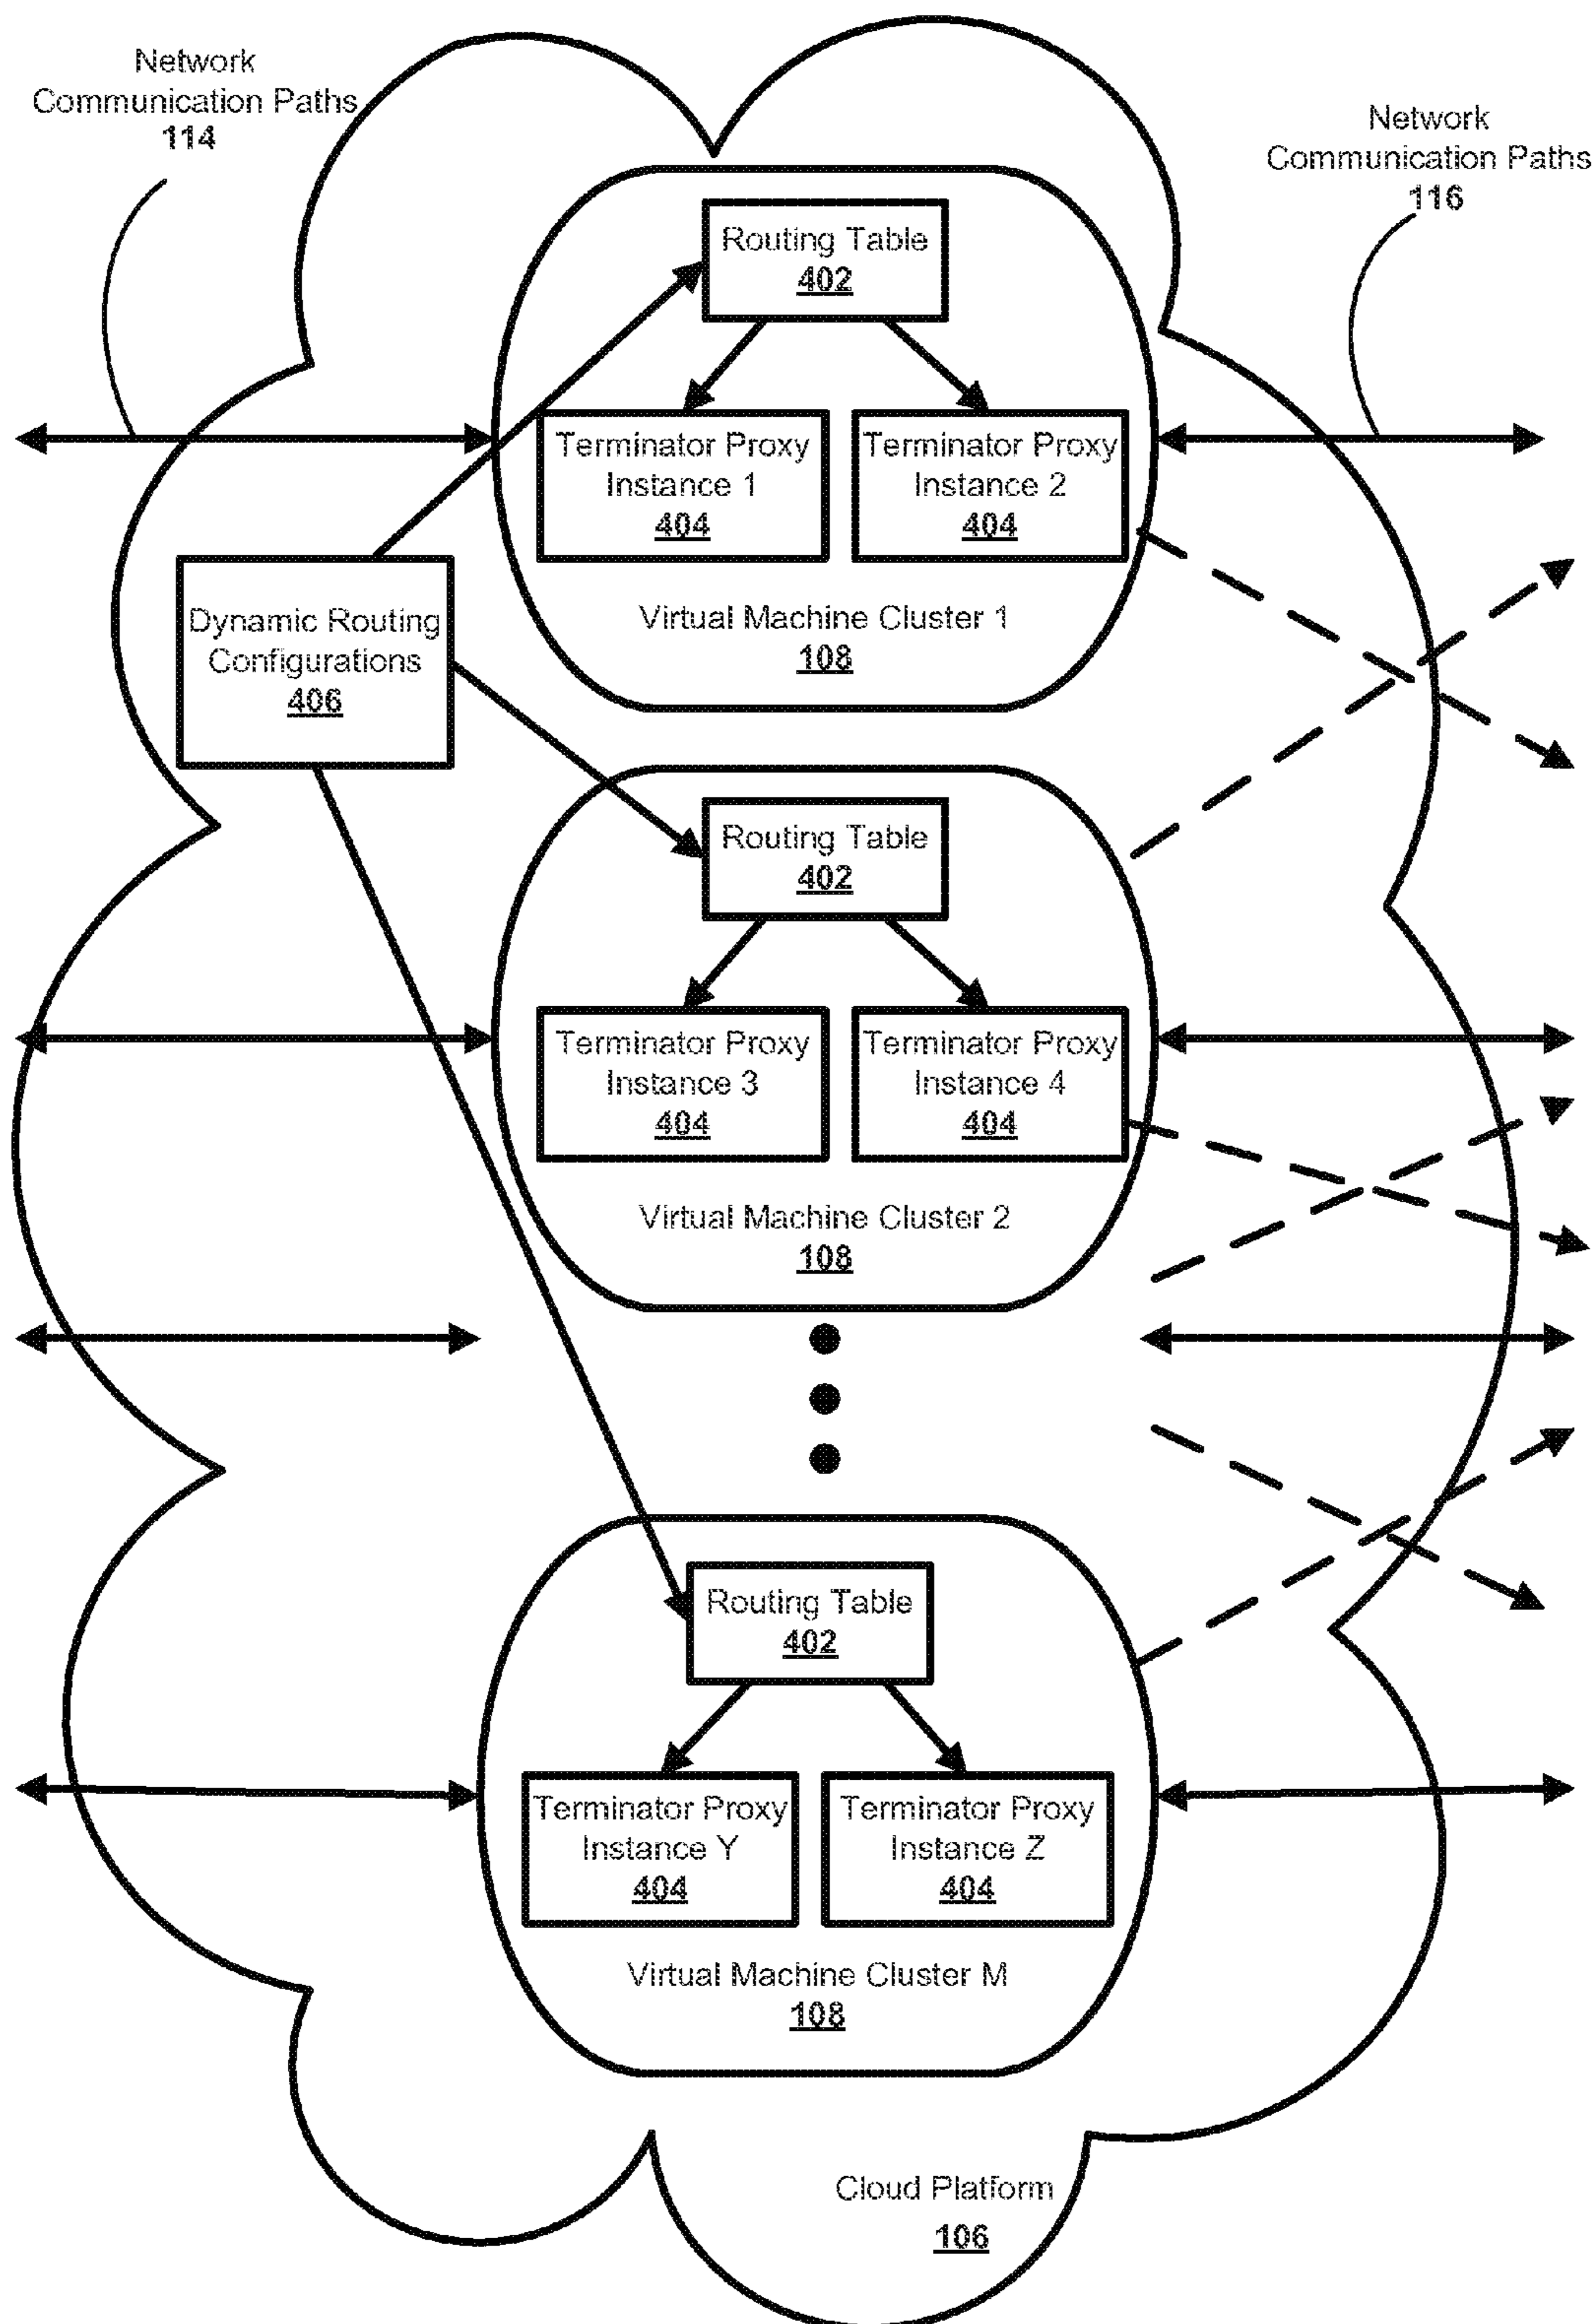 Network
Communication Paths
114
Network
Communication Paths
116
Routing Table
402
Terminator Proxy
Instance 1
404
Terminator Proxy
Instance 2
404
Virtual Machine Cluster 1
108
Dynamic Routing
Configurations
406
Routing Table
402
Terminator Proxy
Instance 3
404
Terminator Proxy
Instance 4
404
Virtual Machine Cluster 2
108
Routing Table
402
Terminator Proxy
Instance Y
404
Terminator Proxy
Instance Z
404
Virtual Machine Cluster M
108
Cloud Platform
106